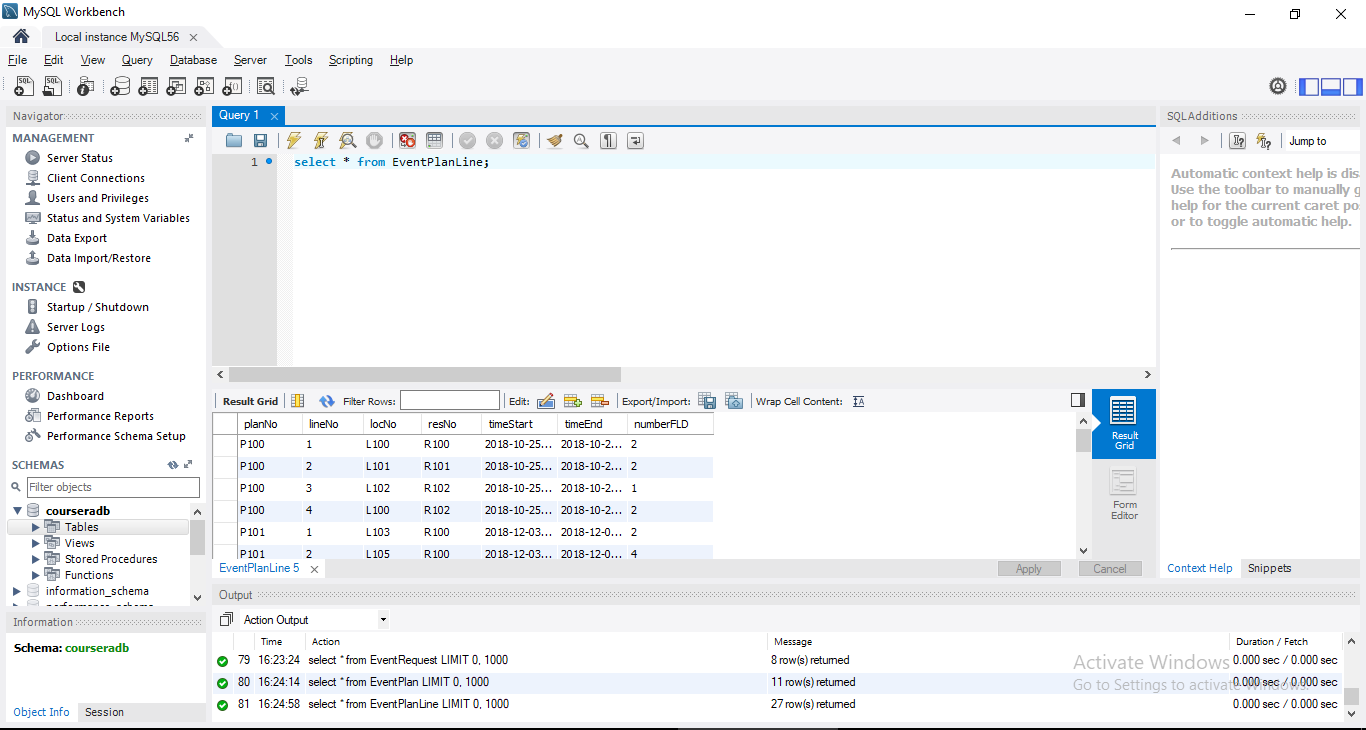 MySQL Workbench
Local instance MySQL56
File Edit View Query Database Server Tools Scripting Help
Navigator
MANAGEMENT
Server Status
Client Connections
Users and Privileges
Status and System Variables
Data Export
Data Import/Restore
INSTANCE
Startup / Shutdown
Server Logs
Options File
PERFORMANCE
Dashboard
Performance Reports
Performance Schema Setup
SCHEMAS
Filter objects
courseradb
Tables
Views
Stored Procedures
Functions
information_schema
performance_schema
Information
Schema: courseradb
Object Info Session
Query 1
1 select * from EventPlanLine;
Result Grid Filter Rows: Edit: Export/Import: Wrap Cell Content:
planNo lineNo locNo resNo timeStart timeEnd numberFLD
P100 1 L100 R100 2018-10-25... 2018-10-2... 2
P100 2 L101 R101 2018-10-25... 2018-10-2... 2
P100 3 L102 R102 2018-10-25... 2018-10-2... 1
P100 4 L100 R102 2018-10-25... 2018-10-2... 2
P101 1 L103 R100 2018-12-03... 2018-12-0... 2
P101 2 L105 R100 2018-12-03... 2018-12-0... 4
Result
Grid
Form
Editor
EventPlanLine 5 Apply Cancel
SQLAdditions
Jump to
Automatic context help is dis
Use the toolbar to manually g
help for the current caret po
or to toggle automatic help.
Context Help Snippets
Output
Action Output
Time Action Message Duration / Fetch
79 16:23:24 select * from EventRequest LIMIT 0, 1000 8 row(s) returned 0.000 sec / 0.000 sec
80 16:24:14 select * from EventPlan LIMIT 0, 1000 11 row(s) returned 0.000 sec / 0.000 sec
81 16:24:58 select * from EventPlanLine LIMIT 0, 1000 27 row(s) returned 0.000 sec / 0.000 sec
Activate Windows
Go to Settings to activate Windows.